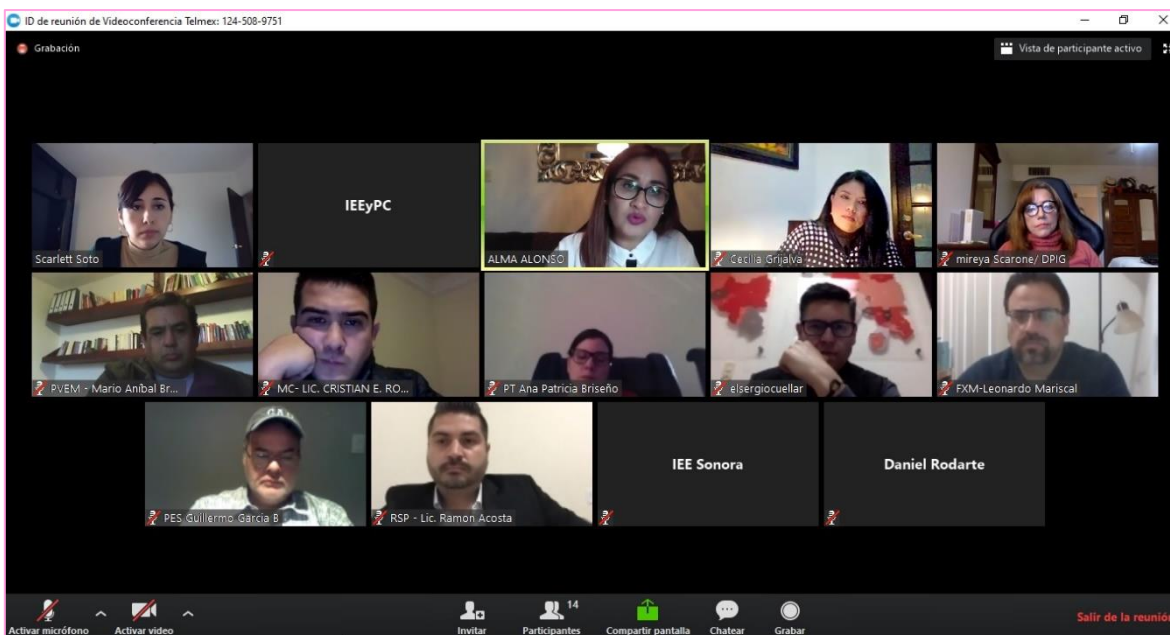 ID de reunión de Videoconferencia Telmex: 124-508-9751
Grabación
Vista de participante activo
Scarlett Soto
IEEyPC
ALMA ALONSO
Cecilia Grijalva
mireya Scarone/ DPIG
PVEM - Mario Aníbal Br...
MC- LIC. CRISTIAN E. RO...
PT Ana Patricia Briseño
elsergiocuellar
FXM-Leonardo Mariscal
PES Guillermo García B
RSP - Lic. Ramon Acosta
IEE Sonora
Daniel Rodarte
Activar micrófono
Activar video
Invitar
14
Participantes
Compartir pantalla
Chatear
Grabar
Salir de la reunión